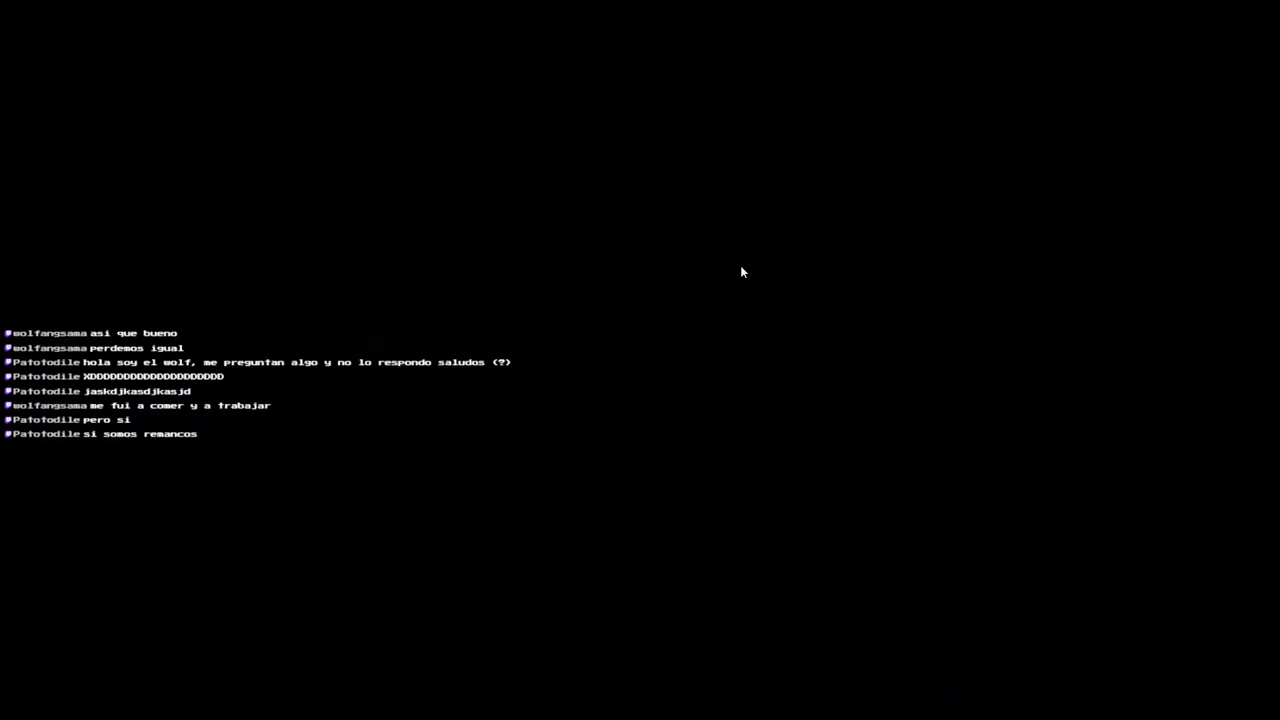 wolfangsama asi que bueno
wolfangsama perdemos igual
Patotodile hola soy el wolf, me preguntan algo y no lo respondo saludos (?)
Patotodile XDDDDDDDDDDDDDDDDDDDD
Patotodile jaskdjkasdjkasjd
wolfangsama me fui a comer y a trabajar
Patotodile pero si
Patotodile si somos remancos